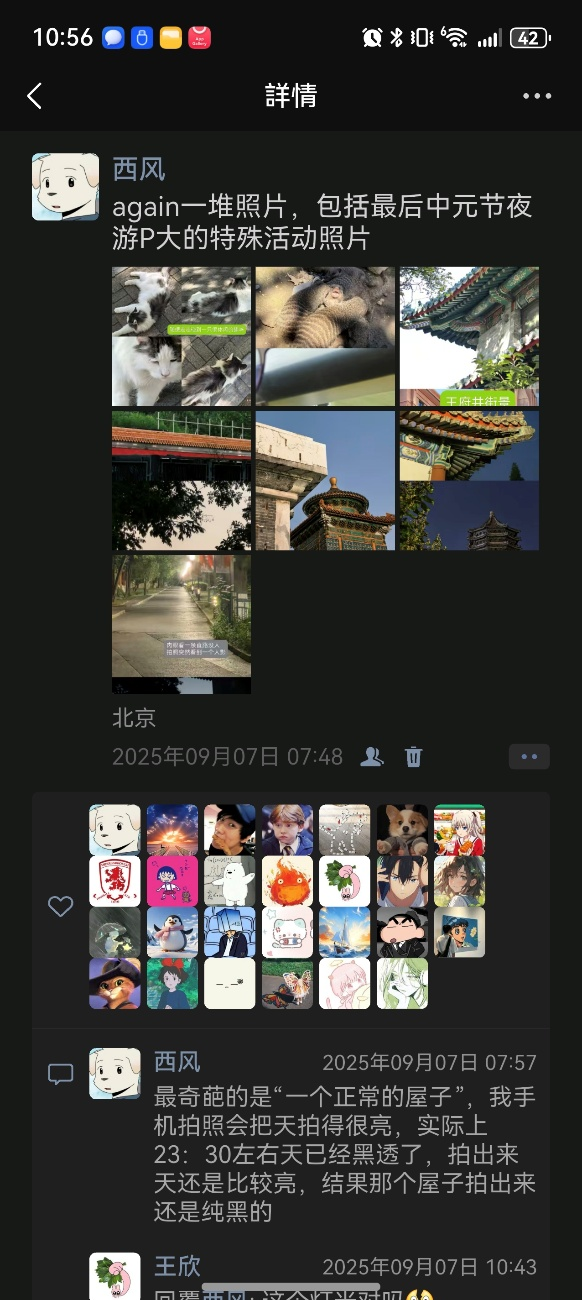 10:56
6
42
詳情
西风
again一堆照片，包括最后中元节夜
游P大的特殊活动照片
王府井街景
北京
2025年09月07日 07:48
西风
2025年09月07日 07:57
最奇葩的是“一个正常的屋子”，我手
机拍照会把天拍得很亮，实际上
23：30左右天已经黑透了，拍出来
天还是比较亮，结果那个屋子拍出来
还是纯黑的
王欣
2025年09月07日 10:43